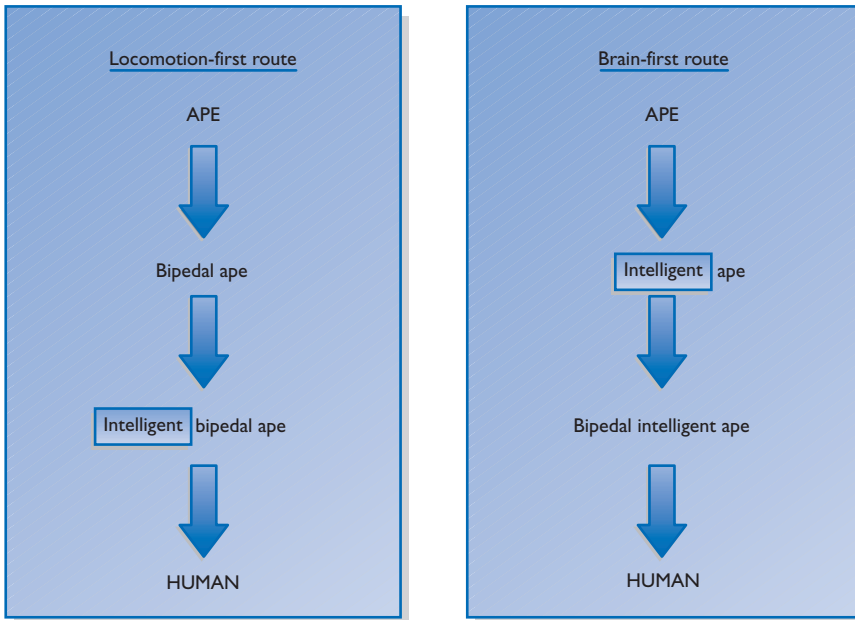 Locomotion-first route
APE
Bipedal ape
Intelligent bipedal ape
HUMAN
Brain-first route
APE
Intelligent ape
Bipedal intelligent ape
HUMAN